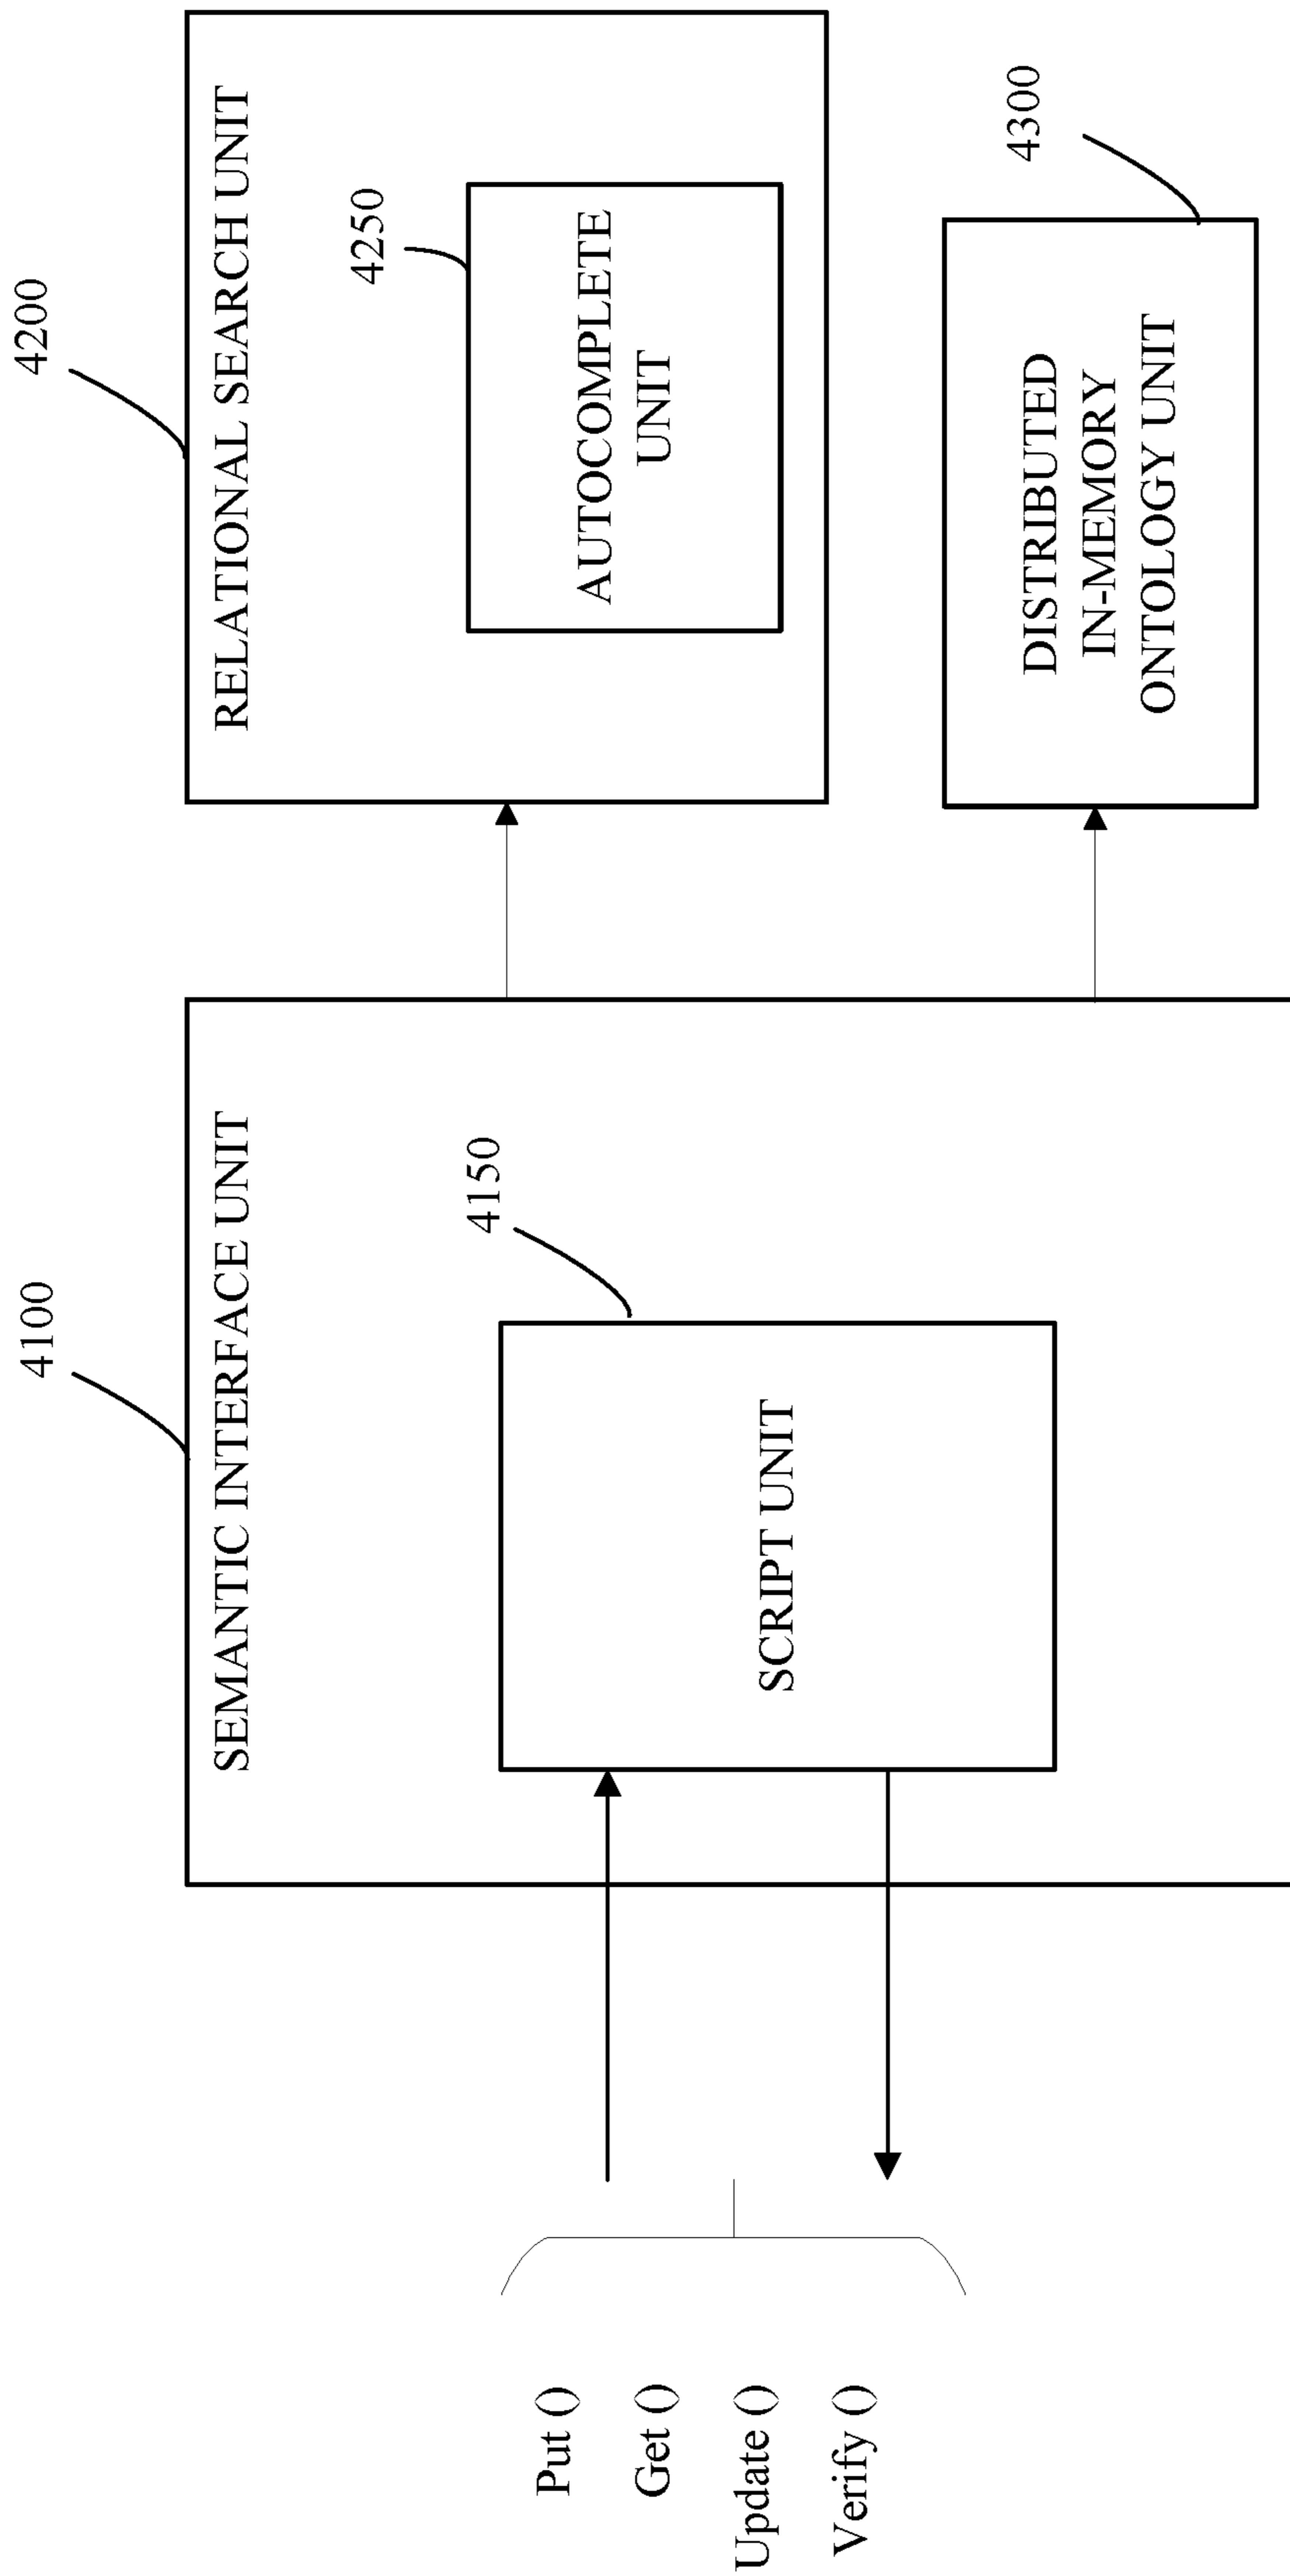 Put ()
Get ()
Update ()
Verify ()
4100
SEMANTIC INTERFACE UNIT
4150
SCRIPT UNIT
4200
RELATIONAL SEARCH UNIT
4250
AUTOCOMPLETE
UNIT
4300
DISTRIBUTED
IN-MEMORY
ONTOLOGY UNIT